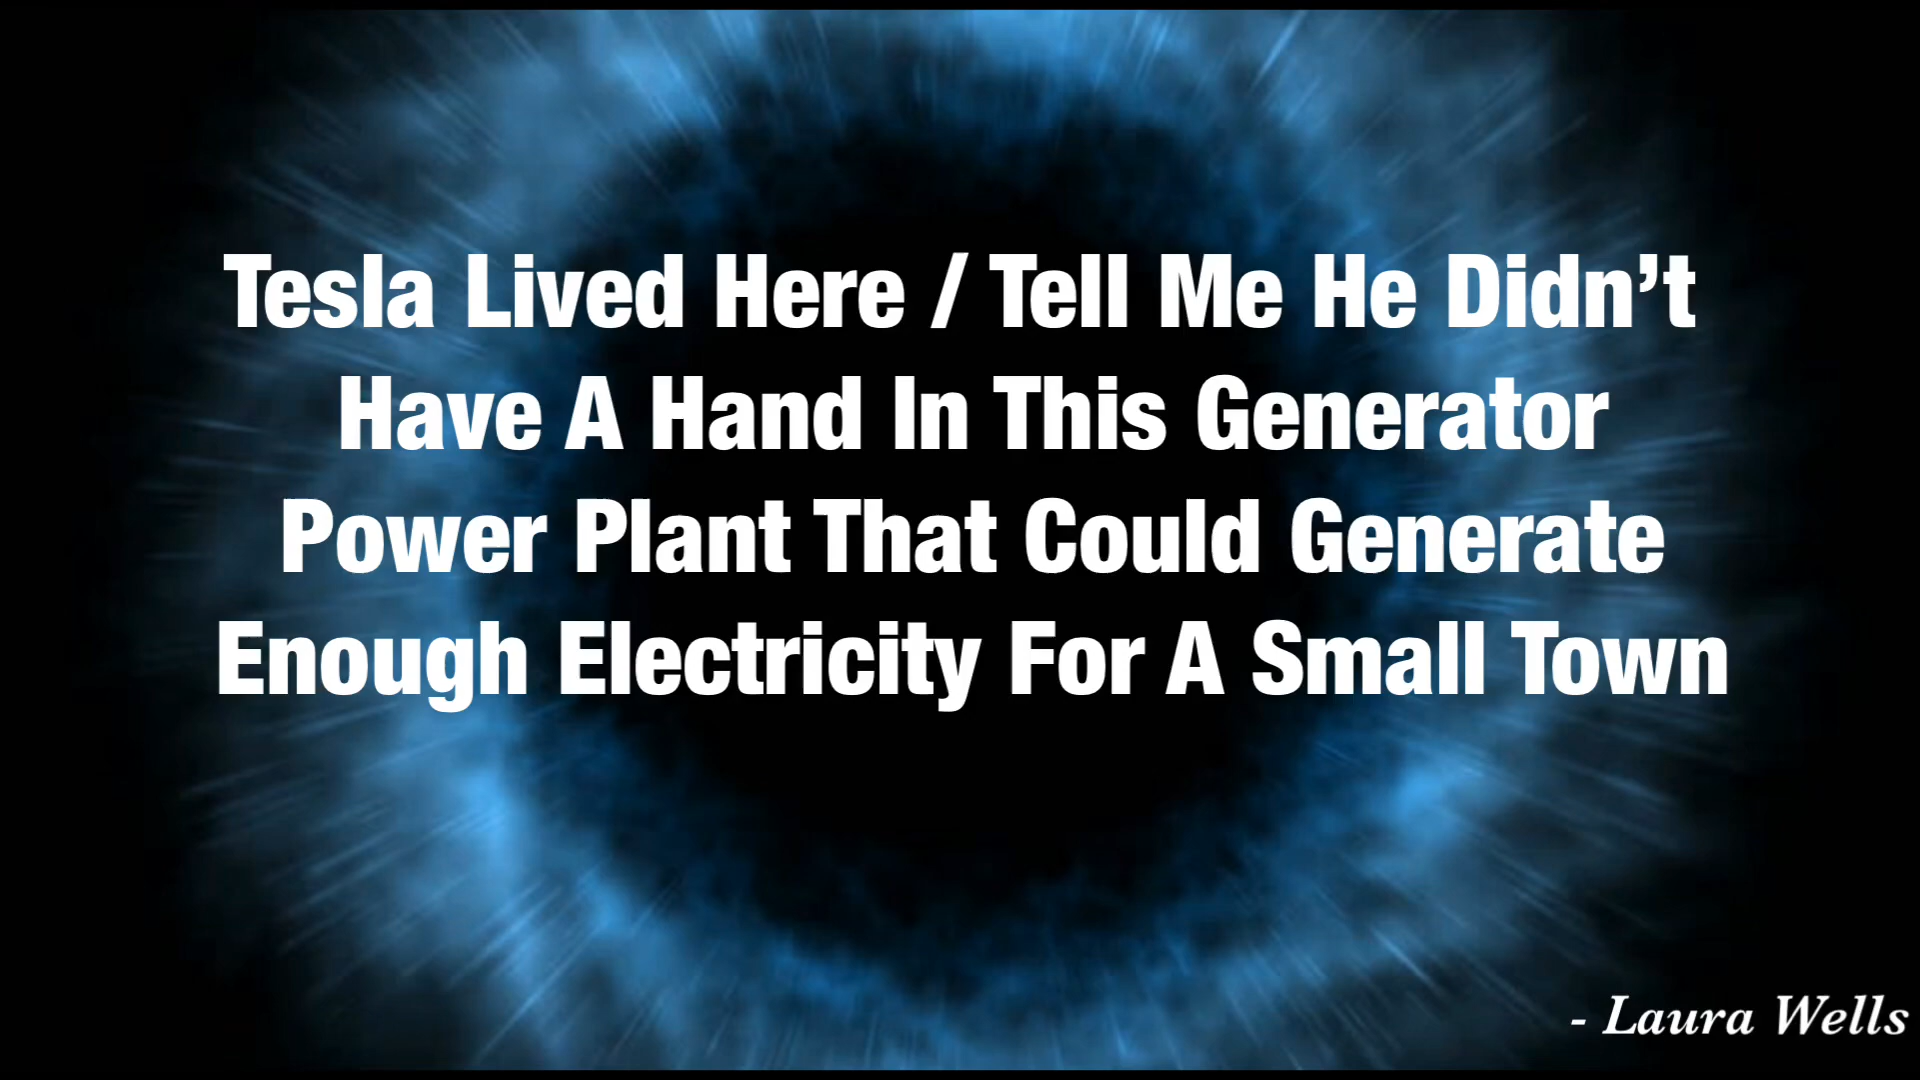 Tesla Lived Here / Tell Me He Didn’t
Have A Hand In This Generator
Power Plant That Could Generate
Enough Electricity For A Small Town
- Laura Wells